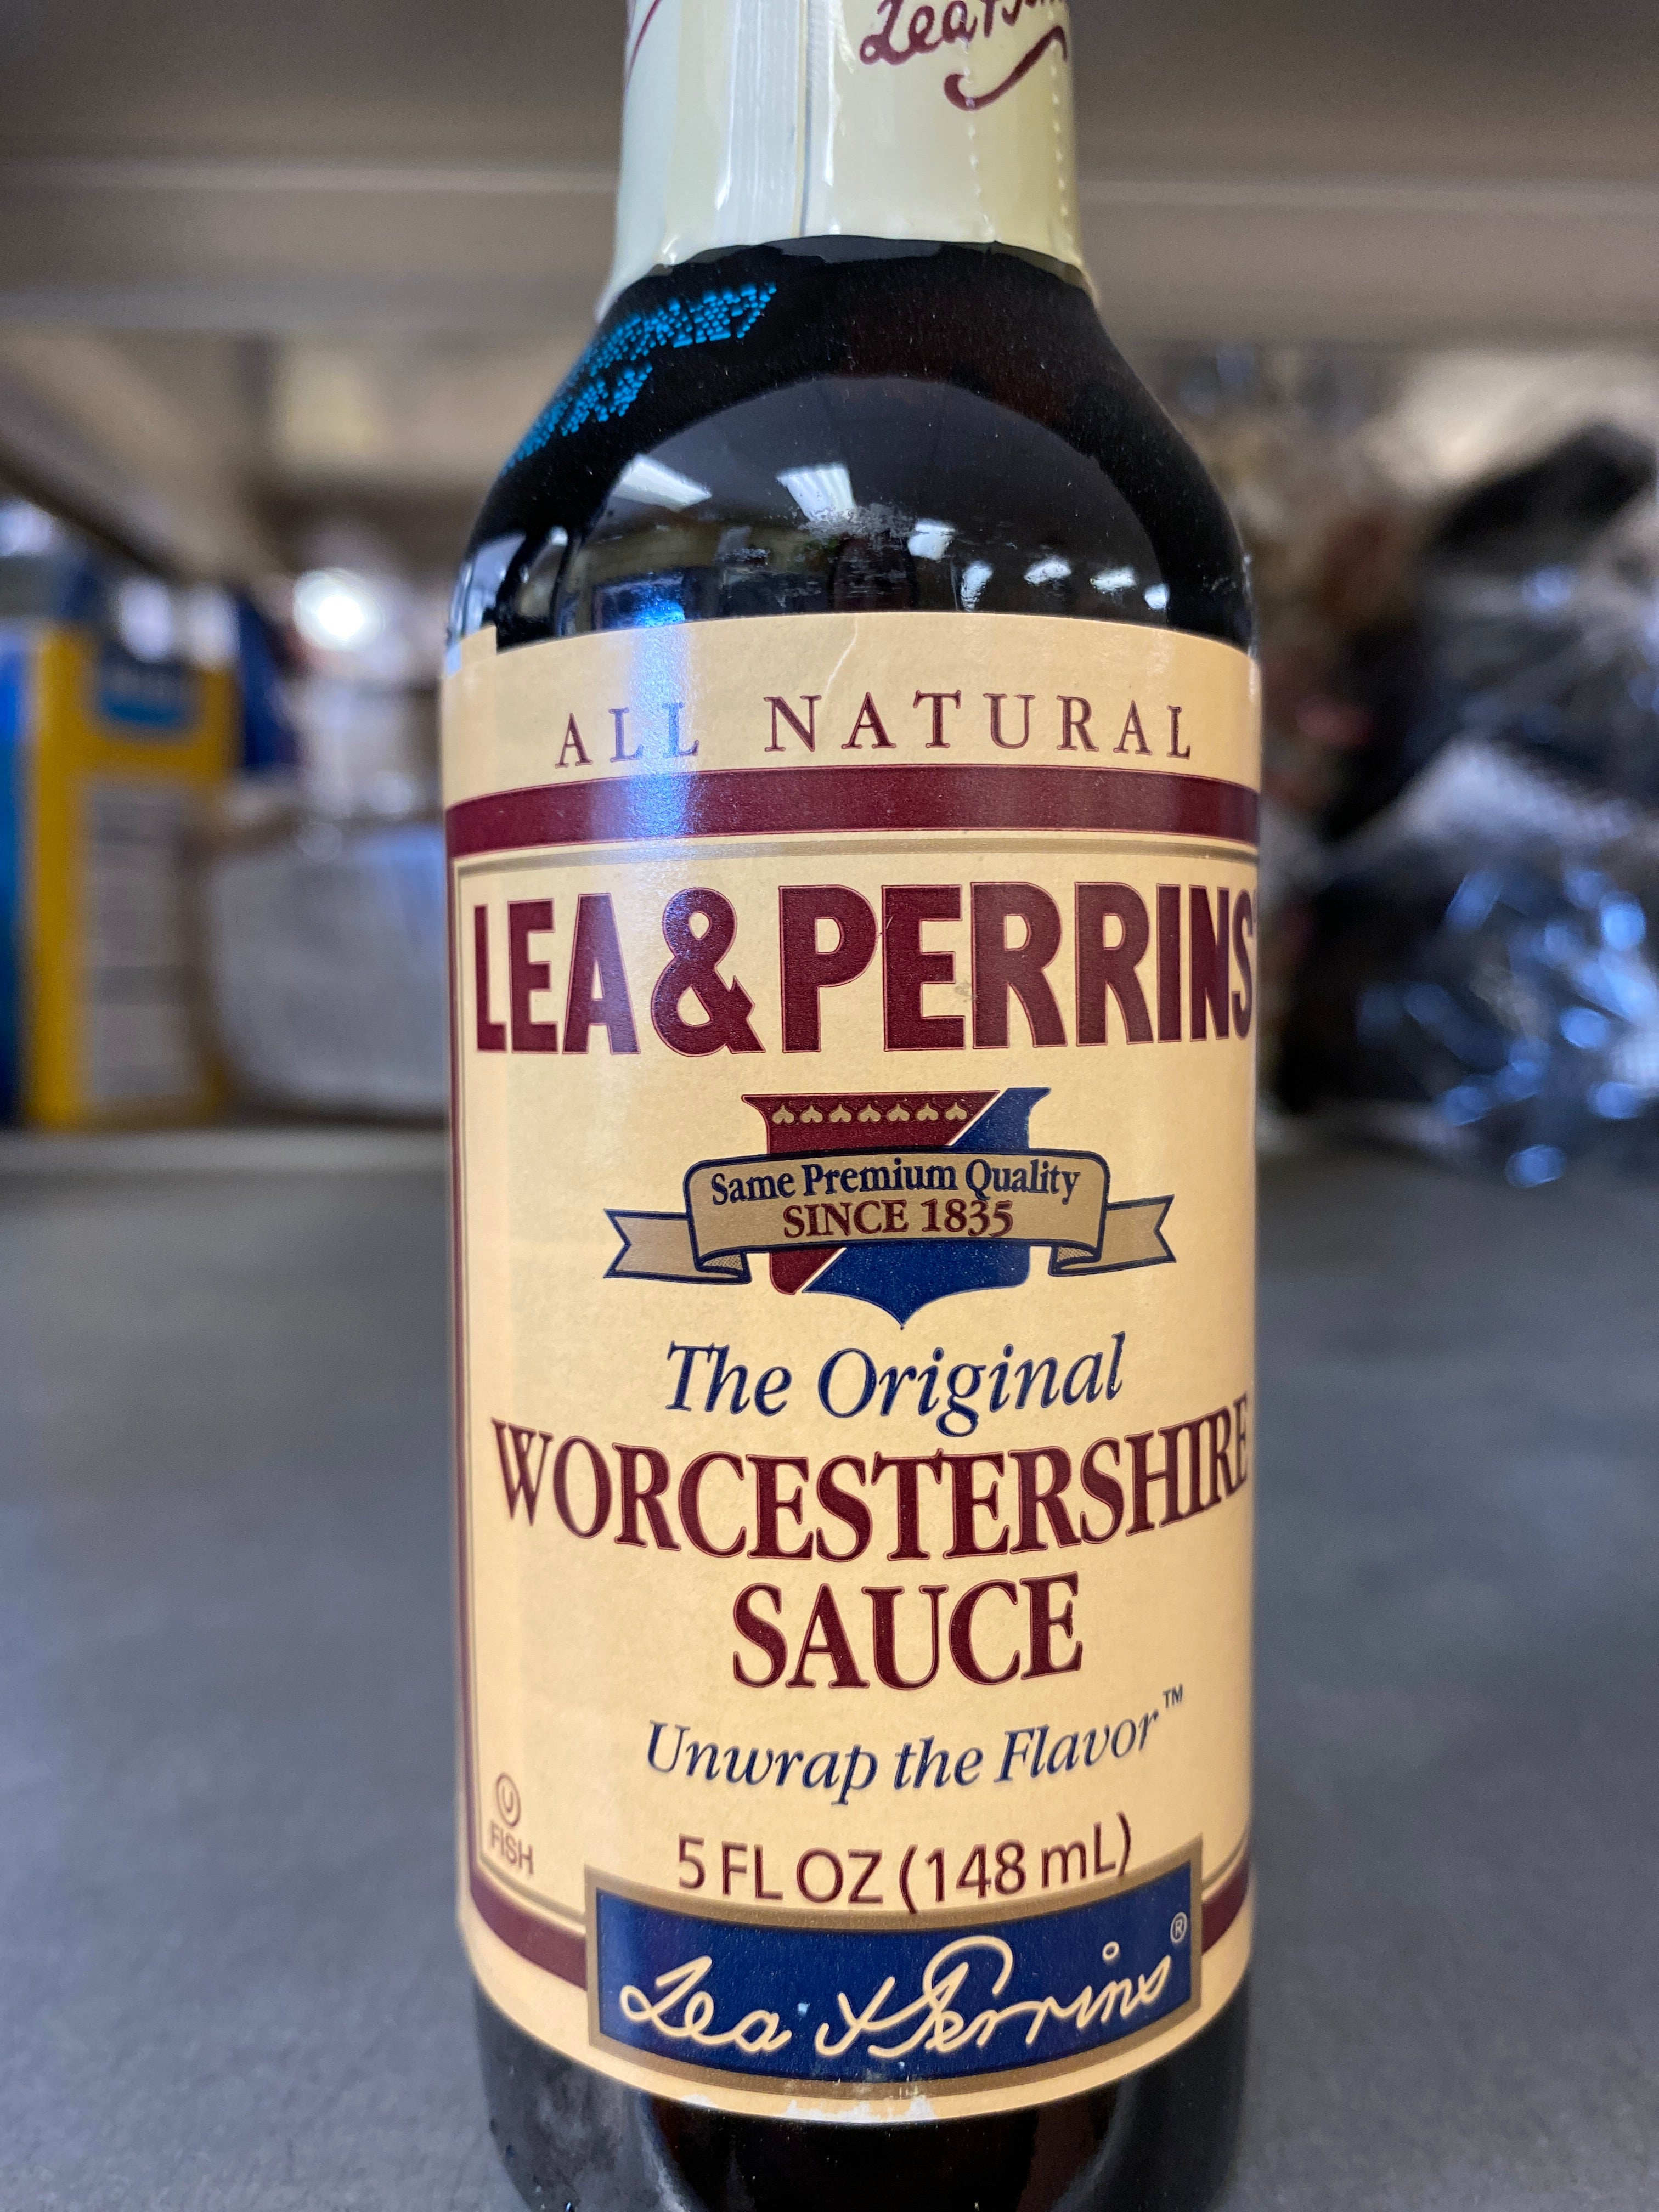 ALL NATURAL
LEA & PERRINS
Same Premium Quality
SINCE 1835
The Original
WORCESTERSHIRE
SAUCE
Unwrap the Flavor™
U
FISH
5 FL OZ (148 mL)
Lea & Perrins®